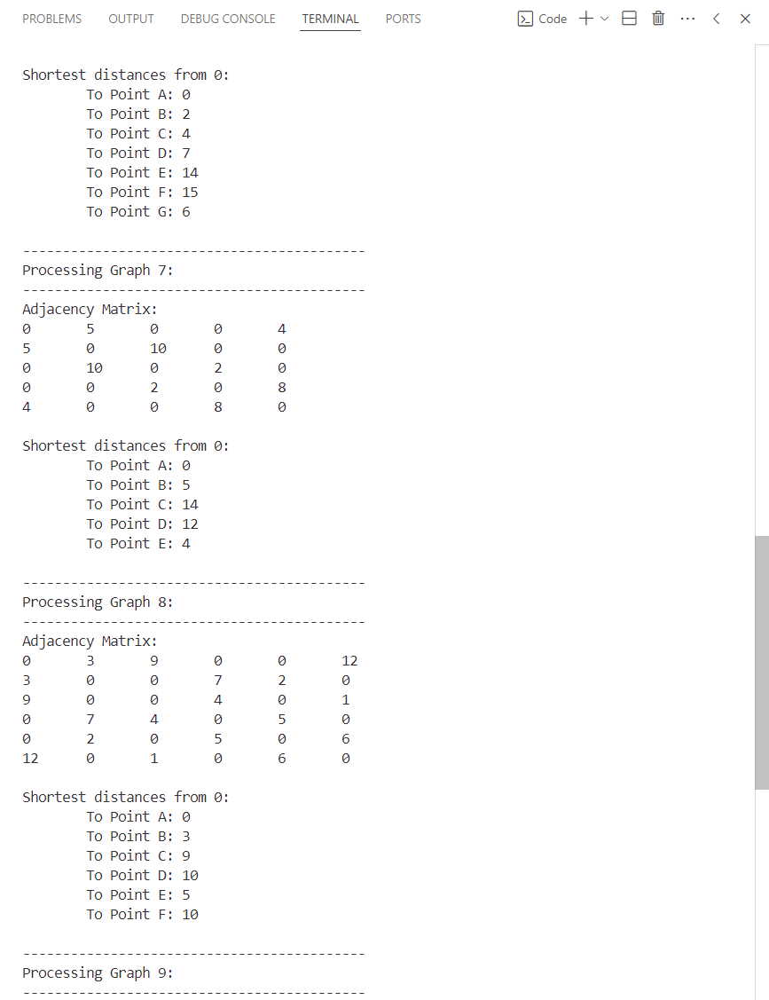 PROBLEMS OUTPUT DEBUG CONSOLE TERMINAL PORTS Code
Shortest distances from 0:
To Point A: 0
To Point B: 2
To Point C: 4
To Point D: 7
To Point E: 14
To Point F: 15
To Point G: 6
-------------------------------------------
Processing Graph 7:
-------------------------------------------
Adjacency Matrix:
0 5 0 0 4
5 0 10 0 0
0 10 0 2 0
0 0 2 0 8
4 0 0 8 0
Shortest distances from 0:
To Point A: 0
To Point B: 5
To Point C: 14
To Point D: 12
To Point E: 4
-------------------------------------------
Processing Graph 8:
-------------------------------------------
Adjacency Matrix:
0 3 9 0 0 12
3 0 0 7 2 0
9 0 0 4 0 1
0 7 4 0 5 0
0 2 0 5 0 6
12 0 1 0 6 0
Shortest distances from 0:
To Point A: 0
To Point B: 3
To Point C: 9
To Point D: 10
To Point E: 5
To Point F: 10
-------------------------------------------
Processing Graph 9:
-------------------------------------------